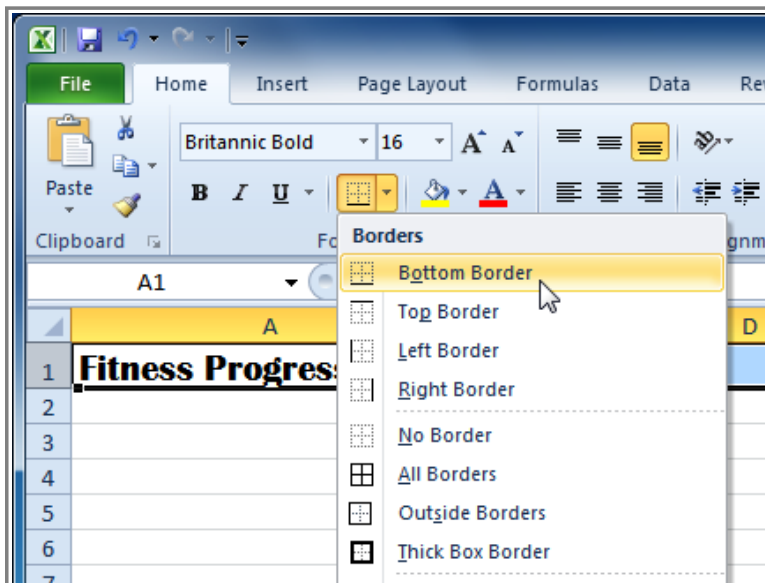 File Home Insert Page Layout Formulas Data
Britannic Bold 16 A A
Paste B I U A
Clipboard
Borders
A1
Bottom Border
Top Border
A D
Left Border
1 Fitness Progress
Right Border
2
3 No Border
4 All Borders
5 Outside Borders
6 Thick Box Border
7